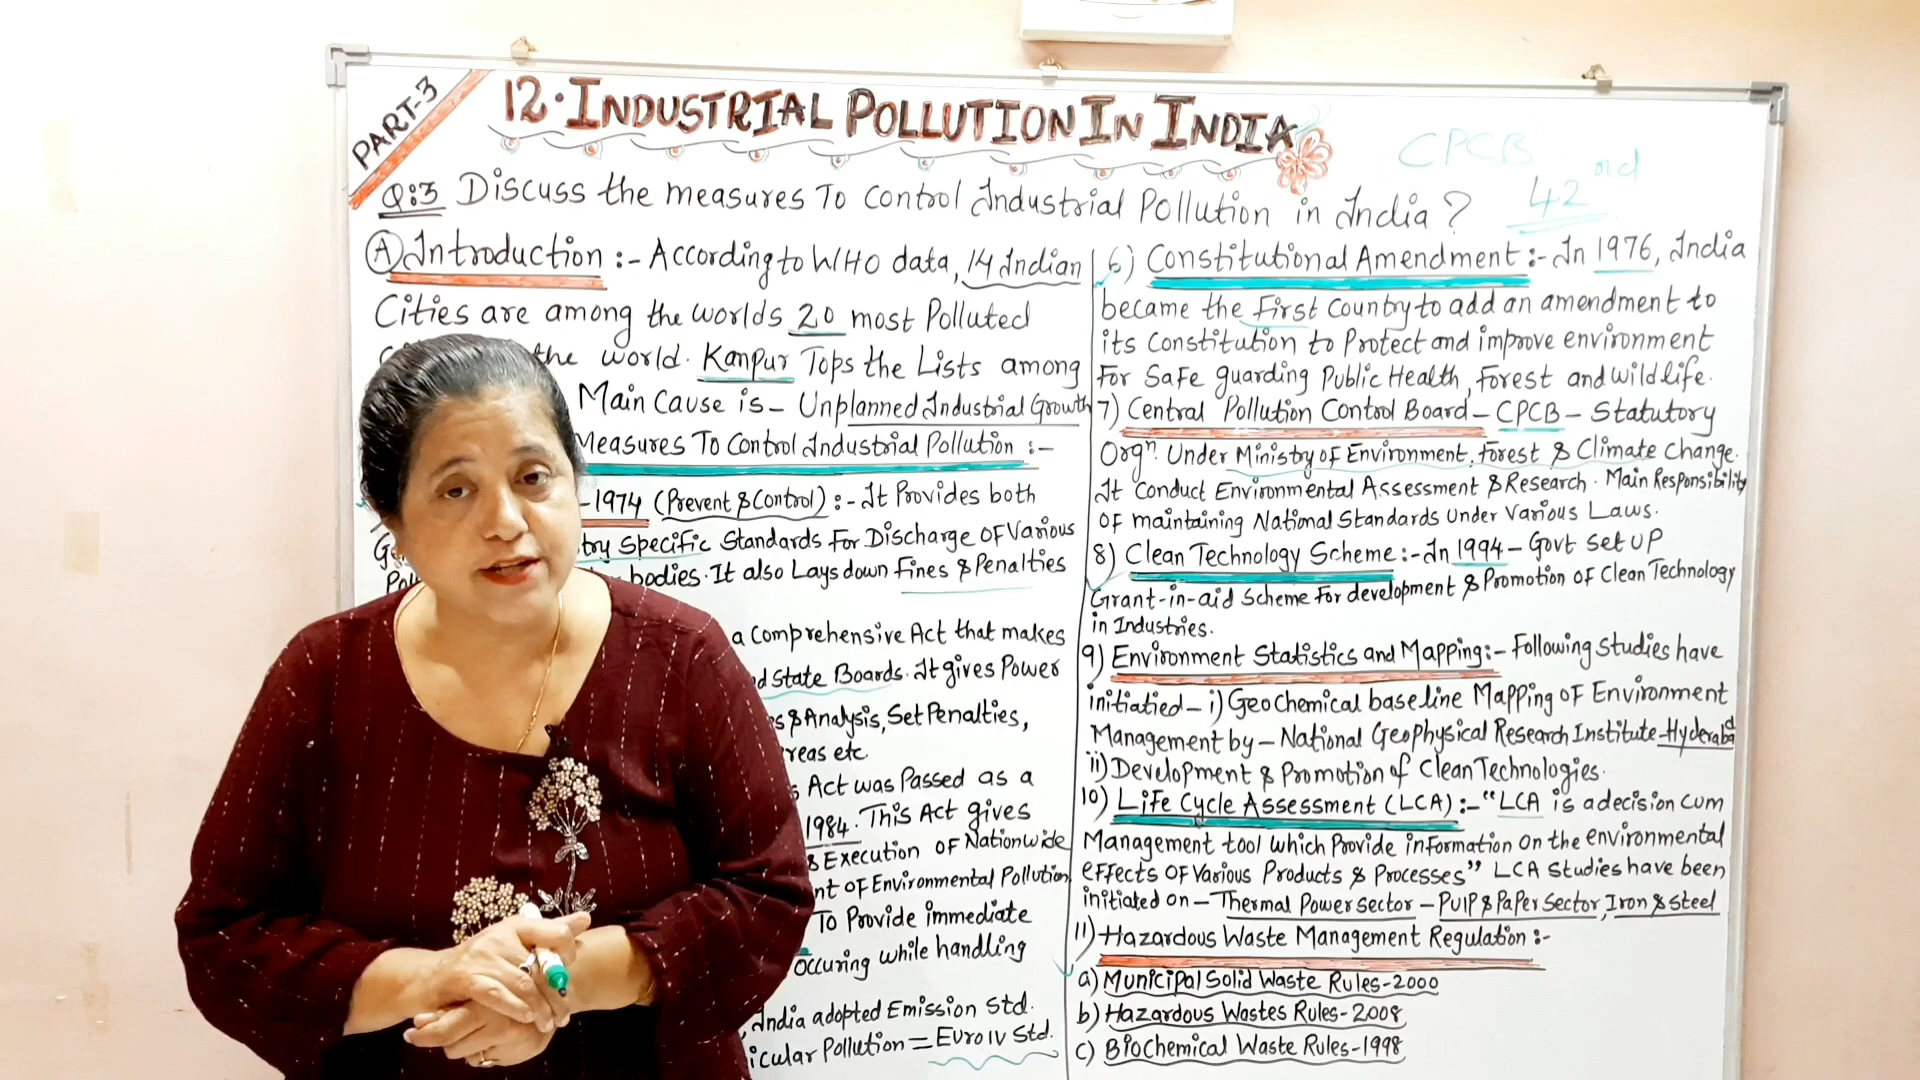 PART-3
12. INDUSTRIAL POLLUTION IN INDIA
CPCB
42
Q:3 Discuss the measures To control Industrial Pollution in India?
(A) Introduction :- According to WHO data, 14 Indian
Cities are among the worlds 20 most Polluted
the world. Kanpur Tops the Lists among
Main Cause is - Unplanned Industrial Growth
Measures To Control Industrial Pollution :-
-1974 (Prevent & Control) :- It Provides both
Specific Standards For Discharge of Various
bodies. It also Lays down Fines & Penalties
a Comprehensive Act that makes
State Boards. It gives Power
& Analysis, Set Penalties,
etc
Act was Passed as a
1984. This Act gives
& Execution of Nationwide
of Environmental Pollution
To Provide immediate
occuring while handling
India adopted Emission Std.
Pollution = Euro IV Std.
6) Constitutional Amendment :- In 1976, India
became the First Country to add an amendment to
its Constitution to Protect and improve environment
For Safe guarding Public Health, Forest and wild life.
7) Central Pollution Control Board - CPCB - Statutory
Orgn. Under Ministry of Environment, Forest & Climate Change.
It Conduct Environmental Assessment & Research. Main Responsibility
of maintaining National Standards Under Various Laws.
8) Clean Technology Scheme :- In 1994 - Govt Set UP
Grant-in-aid Scheme For development & Promotion of Clean Technology
in Industries.
9) Environment Statistics and Mapping :- Following Studies have
initiatied - i) Geochemical baseline Mapping of Environment
Management by - National Geophysical Research Institute - Hyderabad
ii) Development & Promotion of Clean Technologies.
10) Life Cycle Assessment (LCA) :- "LCA is a decision cum
Management tool which Provide information on the environmental
effects of Various Products & Processes" LCA Studies have been
initiated on - Thermal Power sector - Pulp & Paper Sector, Iron & Steel
11) Hazardous Waste Management Regulation :-
a) Municipal Solid Waste Rules - 2000
b) Hazardous Wastes Rules - 2008
c) Biochemical Waste Rules - 1998